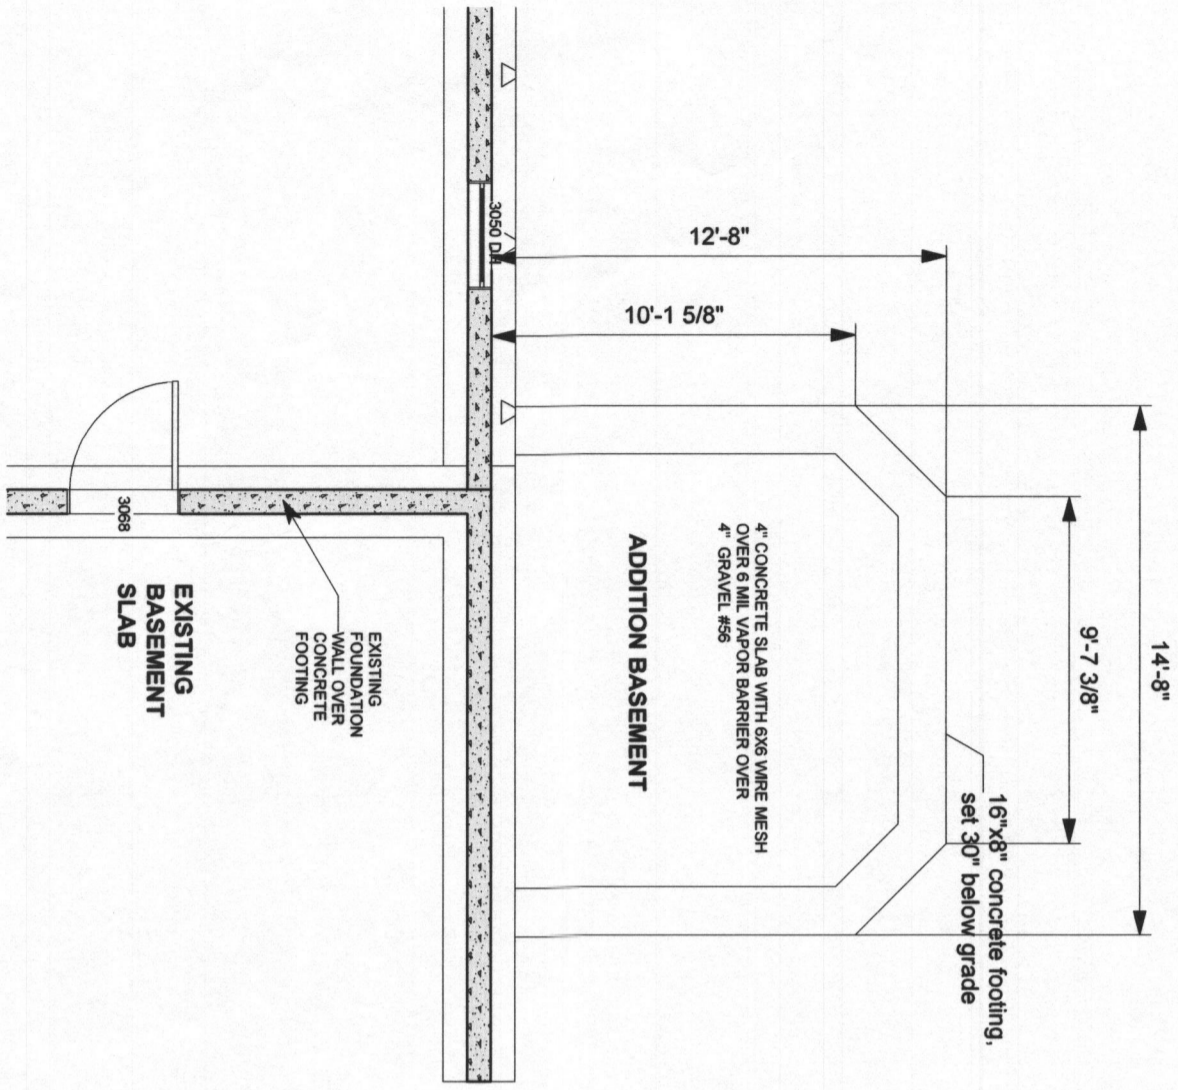 14'-8"
9'-7 3/8"
12'-8"
10'-1 5/8"
16"x8" concrete footing,
set 30" below grade
4" CONCRETE SLAB WITH 6X6 WIRE MESH
OVER 6 MIL VAPOR BARRIER OVER
4" GRAVEL #56
ADDITION BASEMENT
3050 DH
EXISTING
FOUNDATION
WALL OVER
CONCRETE
FOOTING
3068
EXISTING
BASEMENT
SLAB